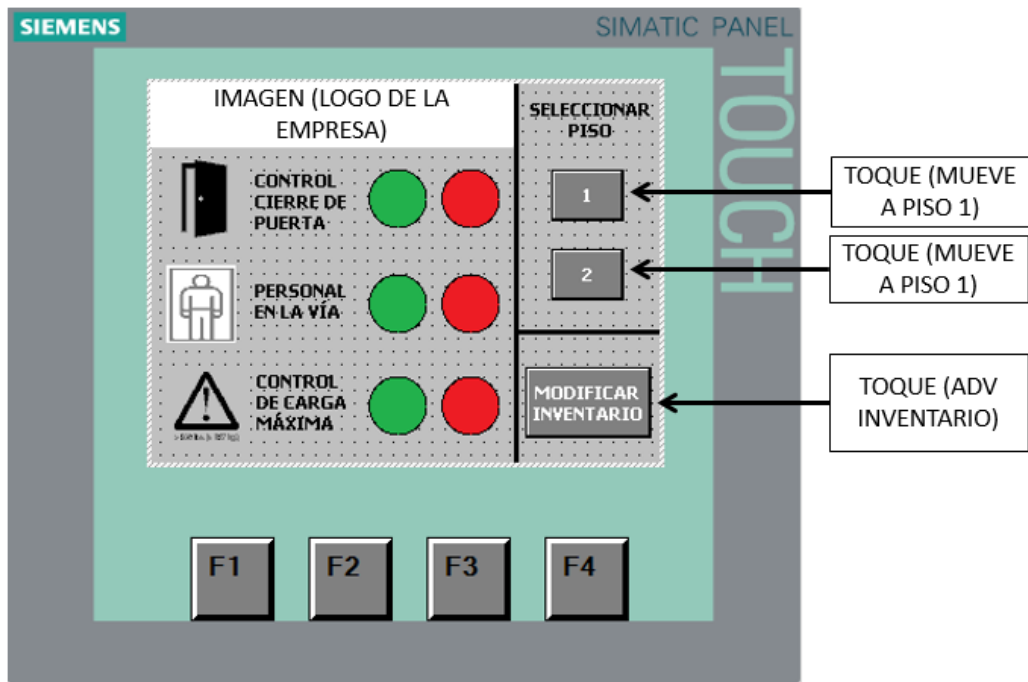 SIEMENS
SIMATIC PANEL
TOUCH
IMAGEN (LOGO DE LA
EMPRESA)
SELECCIONAR
PISO
CONTROL
CIERRE DE
PUERTA
1
TOQUE (MUEVE
A PISO 1)
2
TOQUE (MUEVE
A PISO 1)
PERSONAL
EN LA VÍA
CONTROL
DE CARGA
MÁXIMA
MODIFICAR
INVENTARIO
TOQUE (ADV
INVENTARIO)
F1
F2
F3
F4